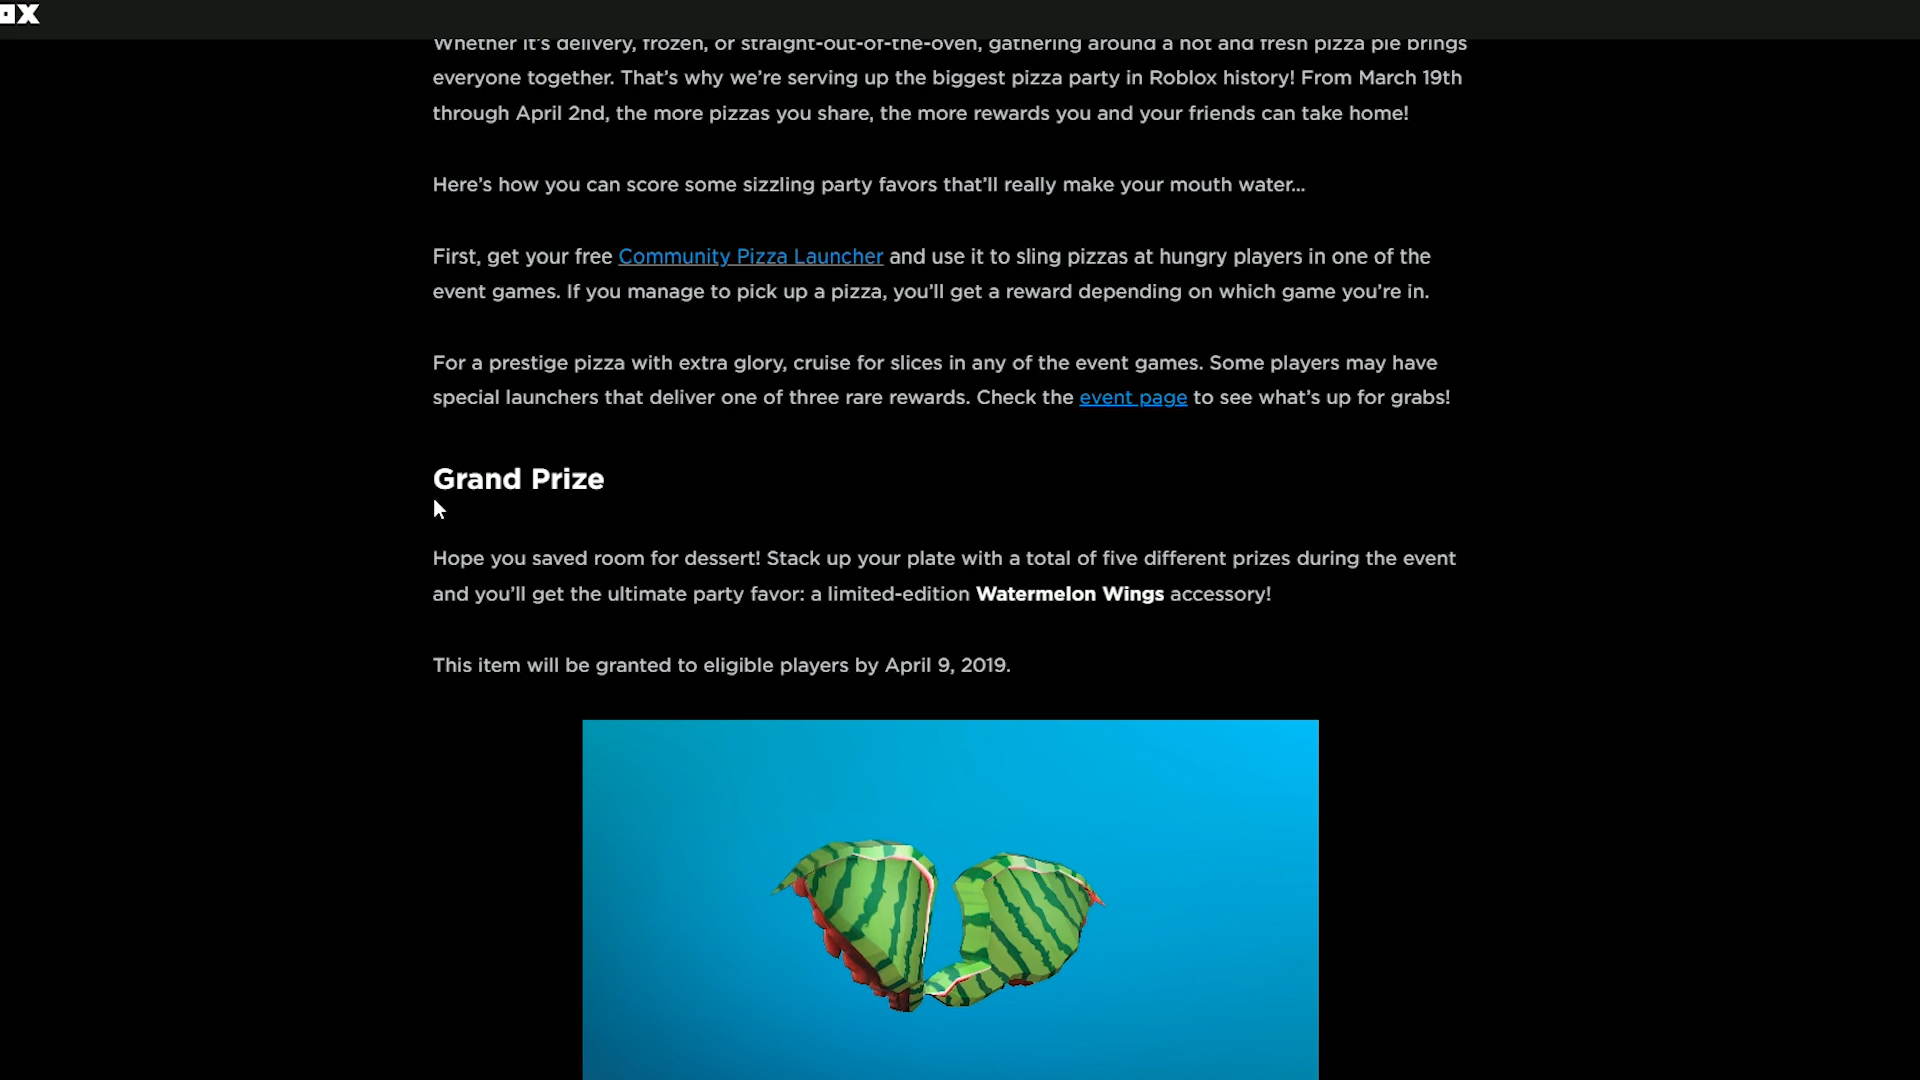 ox
Whether it's delivery, frozen, or straight-out-of-the-oven, gathering around a hot and fresh pizza pie brings
everyone together. That's why we're serving up the biggest pizza party in Roblox history! From March 19th
through April 2nd, the more pizzas you share, the more rewards you and your friends can take home!
Here's how you can score some sizzling party favors that'll really make your mouth water...
First, get your free Community Pizza Launcher and use it to sling pizzas at hungry players in one of the
event games. If you manage to pick up a pizza, you'll get a reward depending on which game you're in.
For a prestige pizza with extra glory, cruise for slices in any of the event games. Some players may have
special launchers that deliver one of three rare rewards. Check the event page to see what's up for grabs!
Grand Prize
Hope you saved room for dessert! Stack up your plate with a total of five different prizes during the event
and you'll get the ultimate party favor: a limited-edition Watermelon Wings accessory!
This item will be granted to eligible players by April 9, 2019.